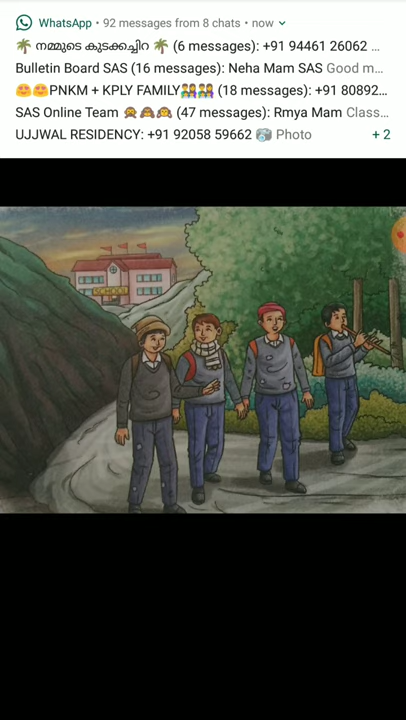 WhatsApp • 92 messages from 8 chats • now
🌴 നമ്മുടെ കുടക്കച്ചിറ 🌴 (6 messages): +91 94461 26062 ...
Bulletin Board SAS (16 messages): Neha Mam SAS Good m...
😍😍PNKM + KPLY FAMILY👫👫 (18 messages): +91 80892...
SAS Online Team 🙊🙈🙉 (47 messages): Rmya Mam Class...
UJJWAL RESIDENCY: +91 92058 59662 📷 Photo +2
SCHOOL